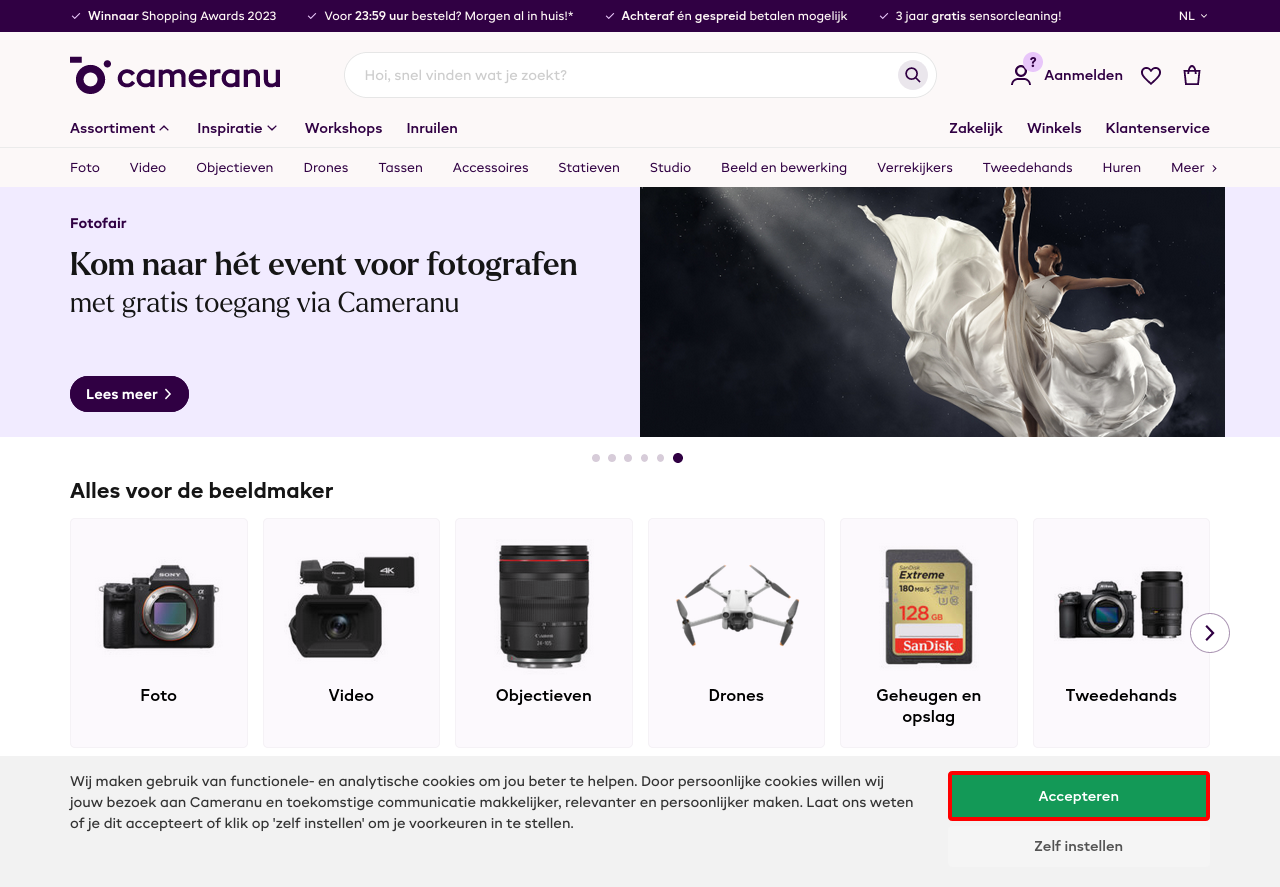 Winnaar Shopping Awards 2023
Voor 23:59 uur besteld? Morgen al in huis!*
Achteraf én gespreid betalen mogelijk
3 jaar gratis sensorcleaning!
NL
cameranu
Hoi, snel vinden wat je zoekt?
?
Aanmelden
Assortiment
Inspiratie
Workshops
Inruilen
Zakelijk
Winkels
Klantenservice
Foto
Video
Objectieven
Drones
Tassen
Accessoires
Statieven
Studio
Beeld en bewerking
Verrekijkers
Tweedehands
Huren
Meer
Fotofair
Kom naar hét event voor fotografen
met gratis toegang via Cameranu
Lees meer
Alles voor de beeldmaker
SONY
4K
Canon
24-105
SanDisk
Extreme
180 MB/s
128 GB
SanDisk
Foto
Video
Objectieven
Drones
Geheugen en
opslag
Tweedehands
Wij maken gebruik van functionele- en analytische cookies om jou beter te helpen. Door persoonlijke cookies willen wij
jouw bezoek aan Cameranu en toekomstige communicatie makkelijker, relevanter en persoonlijker maken. Laat ons weten
of je dit accepteert of klik op 'zelf instellen' om je voorkeuren in te stellen.
Accepteren
Zelf instellen